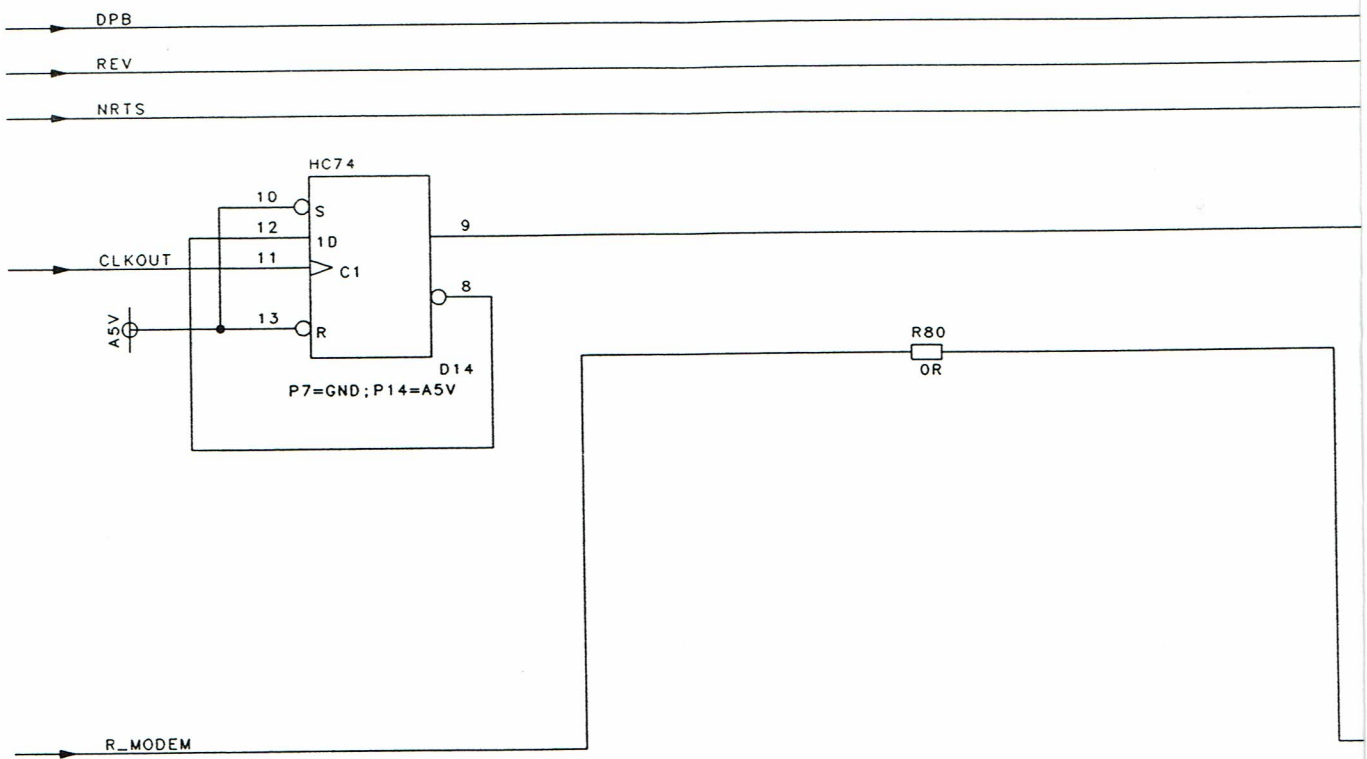 DPB
REV
NRTS
HC74
10
S
12
1D
9
CLKOUT
11
C1
8
A5V
13
R
R80
0R
D14
P7=GND;P14=A5V
R_MODEM